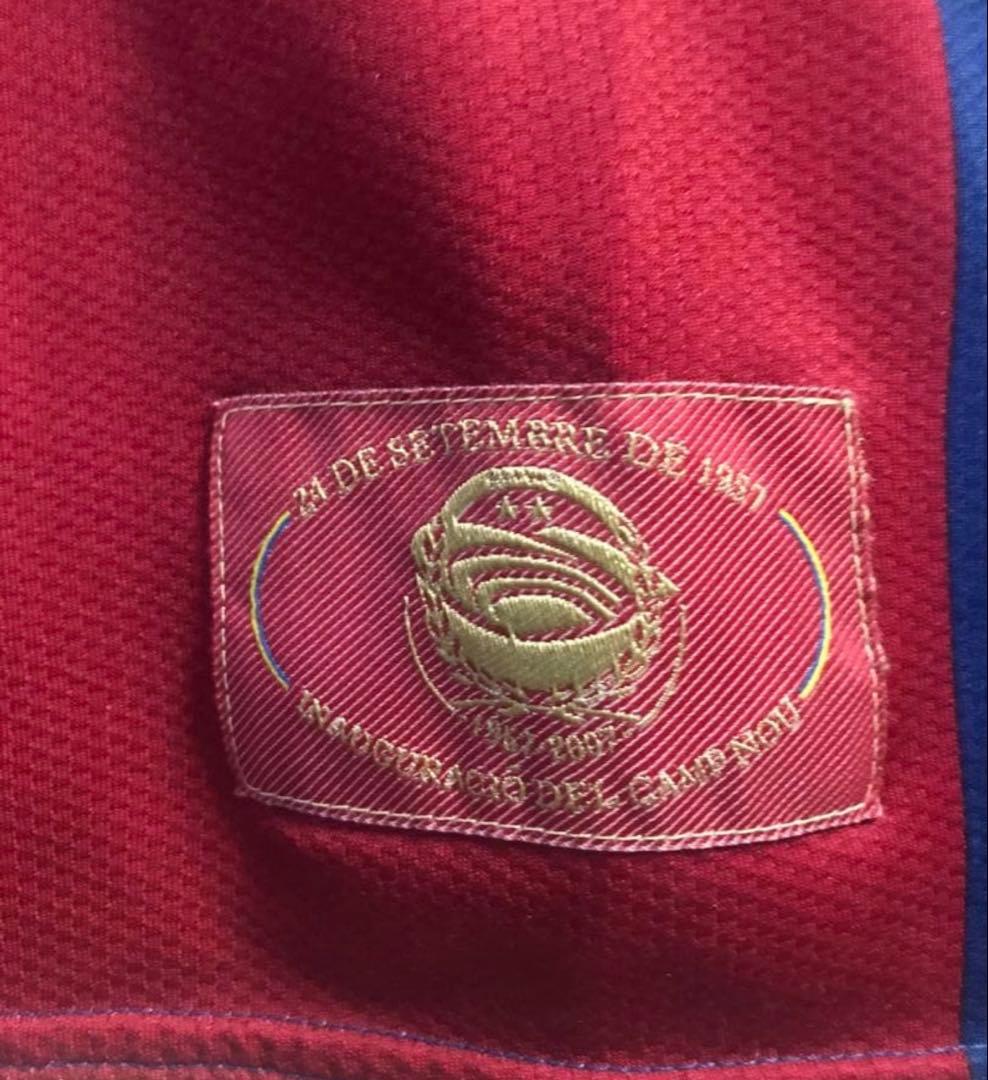 24 DE SETEMBRE DE 1957
1957-2007
INAUGURACIÓ DEL CAMP NOU